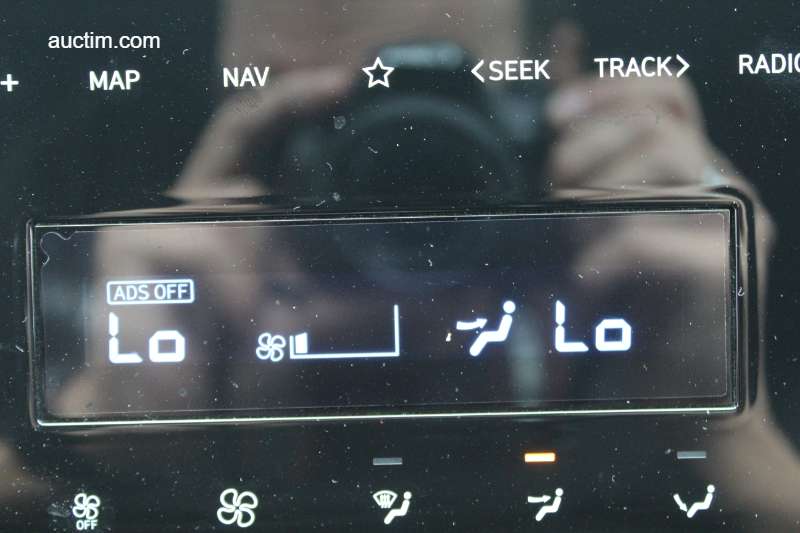 auctim.com
+ MAP NAV <SEEK TRACK> RADIO
ADS OFF
Lo Lo
OFF